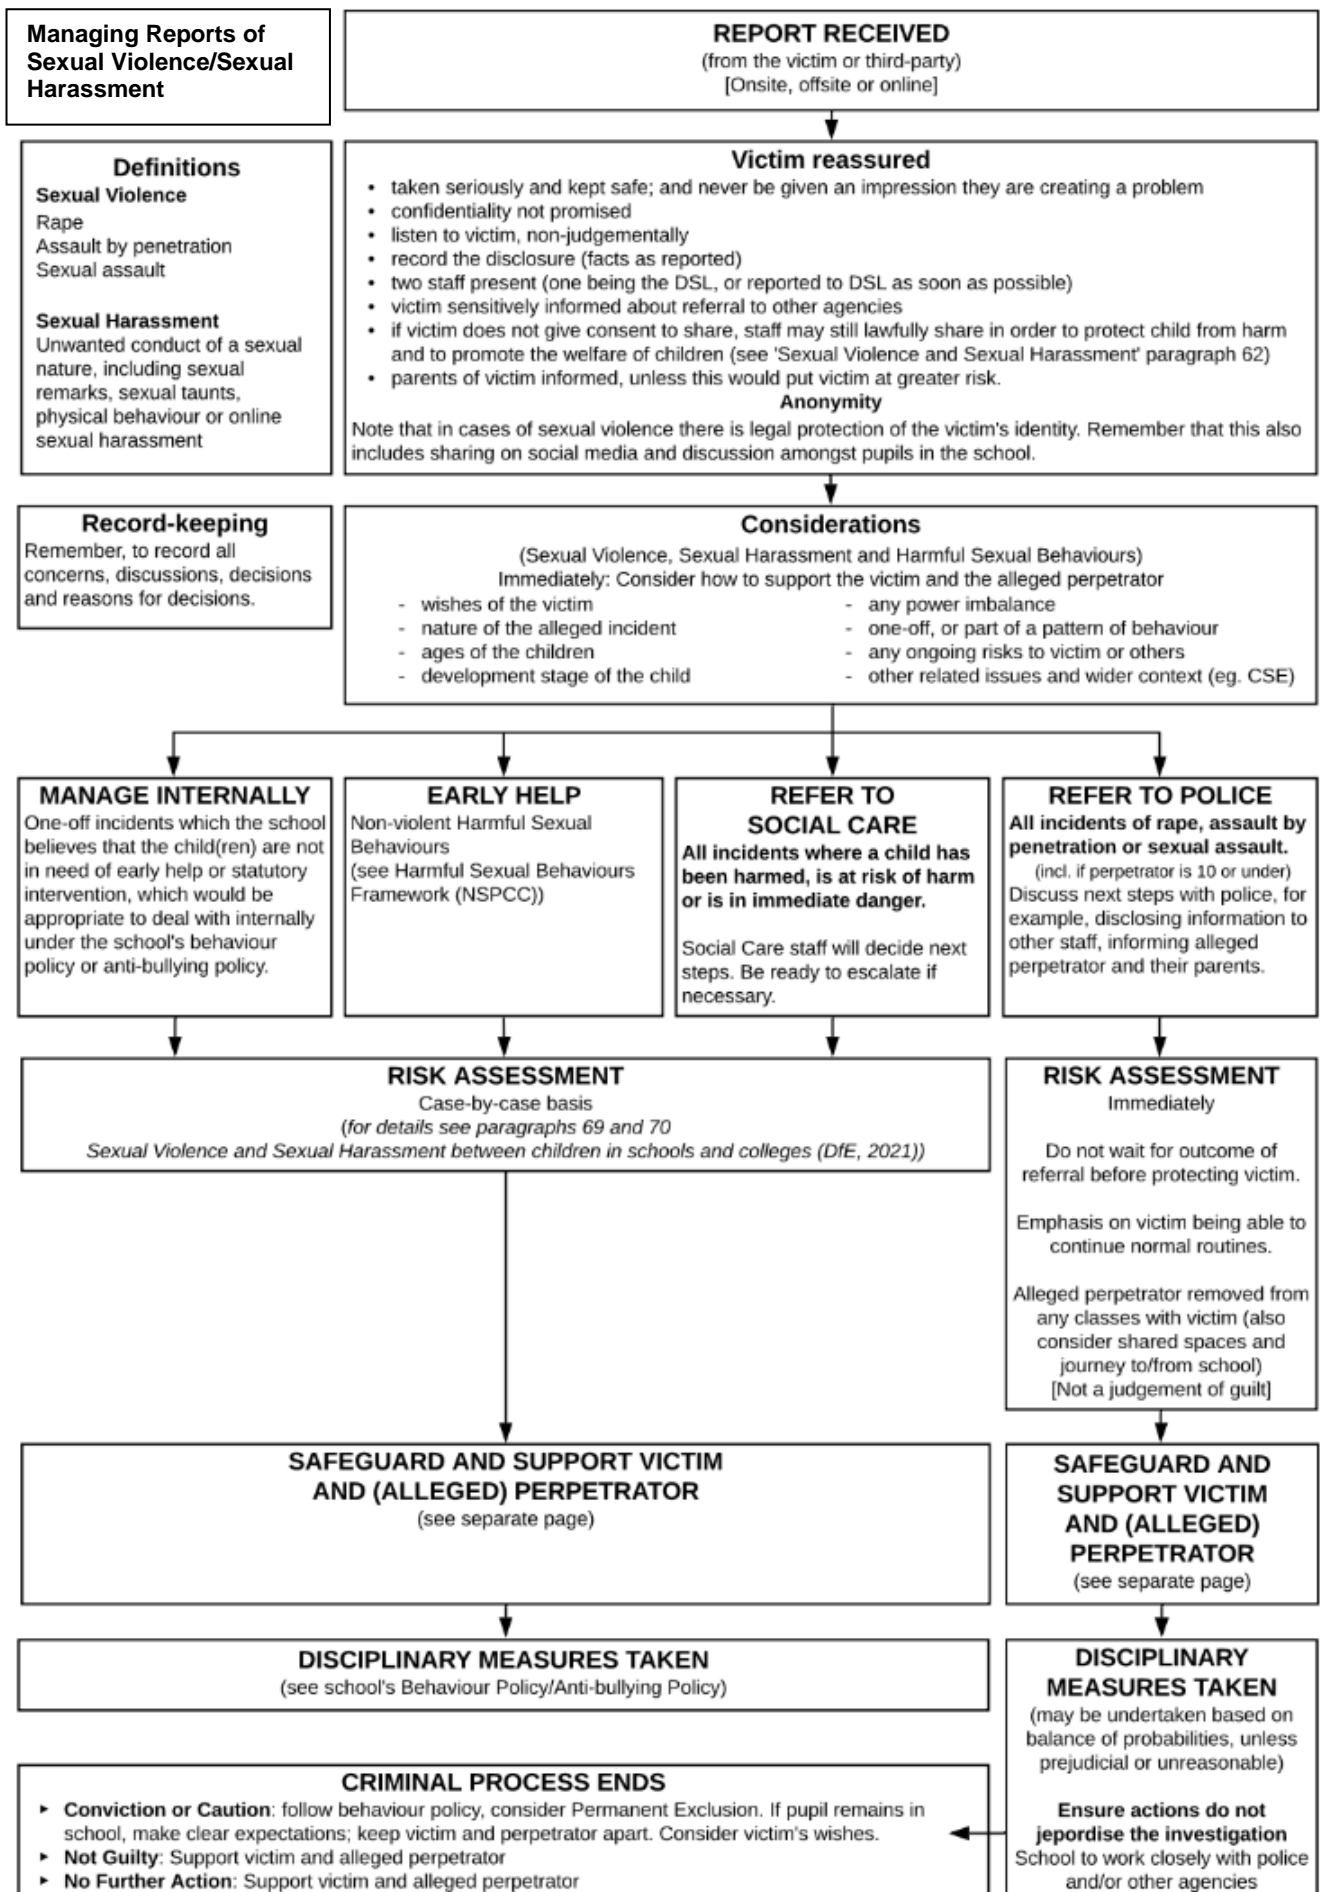 Managing Reports of
Sexual Violence/Sexual
Harassment
REPORT RECEIVED
(from the victim or third-party)
[Onsite, offsite or online]
Definitions
Sexual Violence
Rape
Assault by penetration
Sexual assault
Sexual Harassment
Unwanted conduct of a sexual
nature, including sexual
remarks, sexual taunts,
physical behaviour or online
sexual harassment
Victim reassured
• taken seriously and kept safe; and never be given an impression they are creating a problem
• confidentiality not promised
• listen to victim, non-judgementally
• record the disclosure (facts as reported)
• two staff present (one being the DSL, or reported to DSL as soon as possible)
• victim sensitively informed about referral to other agencies
• if victim does not give consent to share, staff may still lawfully share in order to protect child from harm
and to promote the welfare of children (see 'Sexual Violence and Sexual Harassment' paragraph 62)
• parents of victim informed, unless this would put victim at greater risk.
Anonymity
Note that in cases of sexual violence there is legal protection of the victim's identity. Remember that this also
includes sharing on social media and discussion amongst pupils in the school.
Record-keeping
Remember, to record all
concerns, discussions, decisions
and reasons for decisions.
Considerations
(Sexual Violence, Sexual Harassment and Harmful Sexual Behaviours)
Immediately: Consider how to support the victim and the alleged perpetrator
- wishes of the victim
- nature of the alleged incident
- ages of the children
- development stage of the child
- any power imbalance
- one-off, or part of a pattern of behaviour
- any ongoing risks to victim or others
- other related issues and wider context (eg. CSE)
MANAGE INTERNALLY
One-off incidents which the school
believes that the child(ren) are not
in need of early help or statutory
intervention, which would be
appropriate to deal with internally
under the school's behaviour
policy or anti-bullying policy.
EARLY HELP
Non-violent Harmful Sexual
Behaviours
(see Harmful Sexual Behaviours
Framework (NSPCC))
REFER TO
SOCIAL CARE
All incidents where a child has
been harmed, is at risk of harm
or is in immediate danger.
Social Care staff will decide next
steps. Be ready to escalate if
necessary.
REFER TO POLICE
All incidents of rape, assault by
penetration or sexual assault.
(incl. if perpetrator is 10 or under)
Discuss next steps with police, for
example, disclosing information to
other staff, informing alleged
perpetrator and their parents.
RISK ASSESSMENT
Case-by-case basis
(for details see paragraphs 69 and 70
Sexual Violence and Sexual Harassment between children in schools and colleges (DfE, 2021))
RISK ASSESSMENT
Immediately
Do not wait for outcome of
referral before protecting victim.
Emphasis on victim being able to
continue normal routines.
Alleged perpetrator removed from
any classes with victim (also
consider shared spaces and
journey to/from school)
[Not a judgement of guilt]
SAFEGUARD AND SUPPORT VICTIM
AND (ALLEGED) PERPETRATOR
(see separate page)
SAFEGUARD AND
SUPPORT VICTIM
AND (ALLEGED)
PERPETRATOR
(see separate page)
DISCIPLINARY MEASURES TAKEN
(see school's Behaviour Policy/Anti-bullying Policy)
DISCIPLINARY
MEASURES TAKEN
(may be undertaken based on
balance of probabilities, unless
prejudicial or unreasonable)
Ensure actions do not
jepordise the investigation
School to work closely with police
and/or other agencies
CRIMINAL PROCESS ENDS
▸ Conviction or Caution: follow behaviour policy, consider Permanent Exclusion. If pupil remains in
school, make clear expectations; keep victim and perpetrator apart. Consider victim's wishes.
▸ Not Guilty: Support victim and alleged perpetrator
▸ No Further Action: Support victim and alleged perpetrator